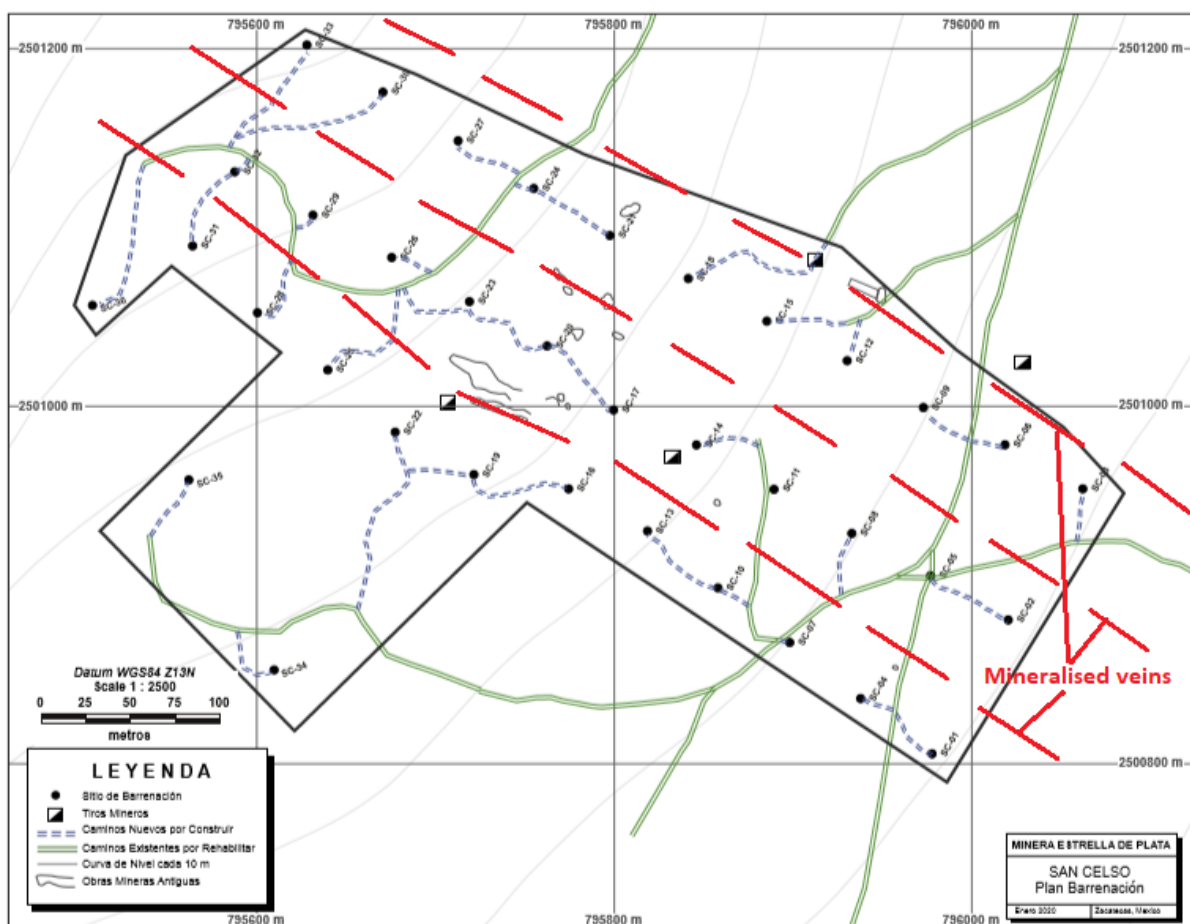 795600 m
795800 m
796000 m
2501200 m
2501200 m
SC-33
SC-30
SC-27
SC-32
SC-24
SC-29
SC-21
SC-31
SC-26
SC-18
SC-36
SC-28
SC-23
SC-15
SC-20
SC-12
SC-25
2501000 m
2501000 m
SC-17
SC-09
SC-22
SC-14
SC-06
SC-35
SC-19
SC-16
SC-11
SC-03
SC-13
SC-08
SC-10
SC-05
SC-02
SC-07
SC-34
SC-04
SC-01
Mineralised veins
Datum WGS84 Z13N
Scale 1 : 2500
0 25 50 75 100
metros
2500800 m
LEYENDA
Sitio de Barrenación
Tiros Mineros
Caminos Nuevos por Construir
Caminos Existentes por Rehabilitar
Curva de Nivel cada 10 m
Obras Mineras Antiguas
MINERA ESTRELLA DE PLATA
SAN CELSO
Plan Barrenación
Enero 2020
Zacatecas, Mexico
795600 m
795800 m
796000 m